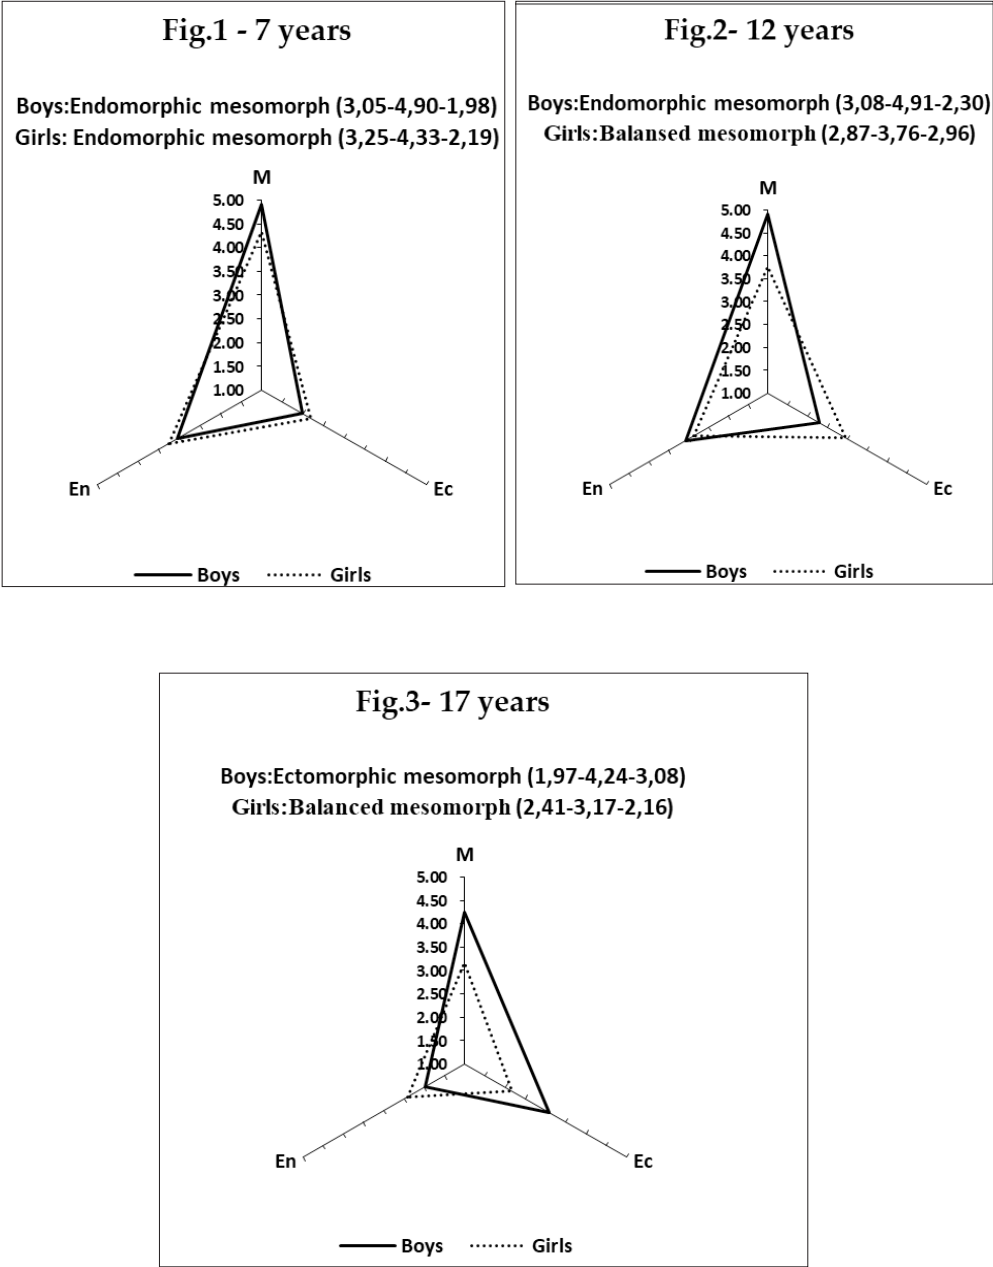 Fig.1 - 7 years
Boys:Endomorphic mesomorph (3,05-4,90-1,98)
Girls: Endomorphic mesomorph (3,25-4,33-2,19)
M
5.00
4.50
4.00
3.50
3.00
2.50
2.00
1.50
1.00
En
Ec
Boys
Girls
Fig.2- 12 years
Boys:Endomorphic mesomorph (3,08-4,91-2,30)
Girls:Balansed mesomorph (2,87-3,76-2,96)
M
5.00
4.50
4.00
3.50
3.00
2.50
2.00
1.50
1.00
En
Ec
Boys
Girls
Fig.3- 17 years
Boys:Ectomorphic mesomorph (1,97-4,24-3,08)
Girls:Balanced mesomorph (2,41-3,17-2,16)
M
5.00
4.50
4.00
3.50
3.00
2.50
2.00
1.50
1.00
En
Ec
Boys
Girls